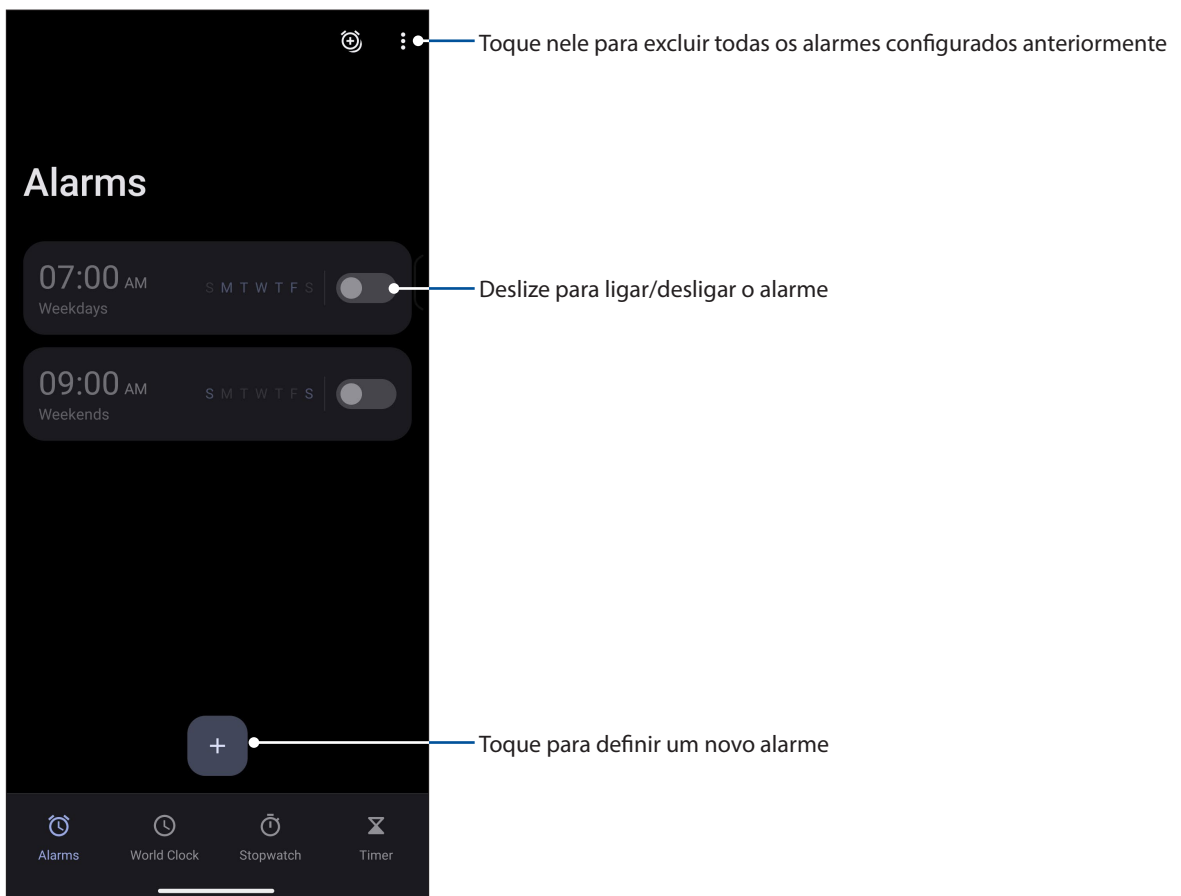 Toque nele para excluir todas os alarmes configurados anteriormente
Alarms
07:00 AM
S M T W T F S
Weekdays
Deslize para ligar/desligar o alarme
09:00 AM
S M T W T F S
Weekends
+
Toque para definir um novo alarme
Alarms
World Clock
Stopwatch
Timer